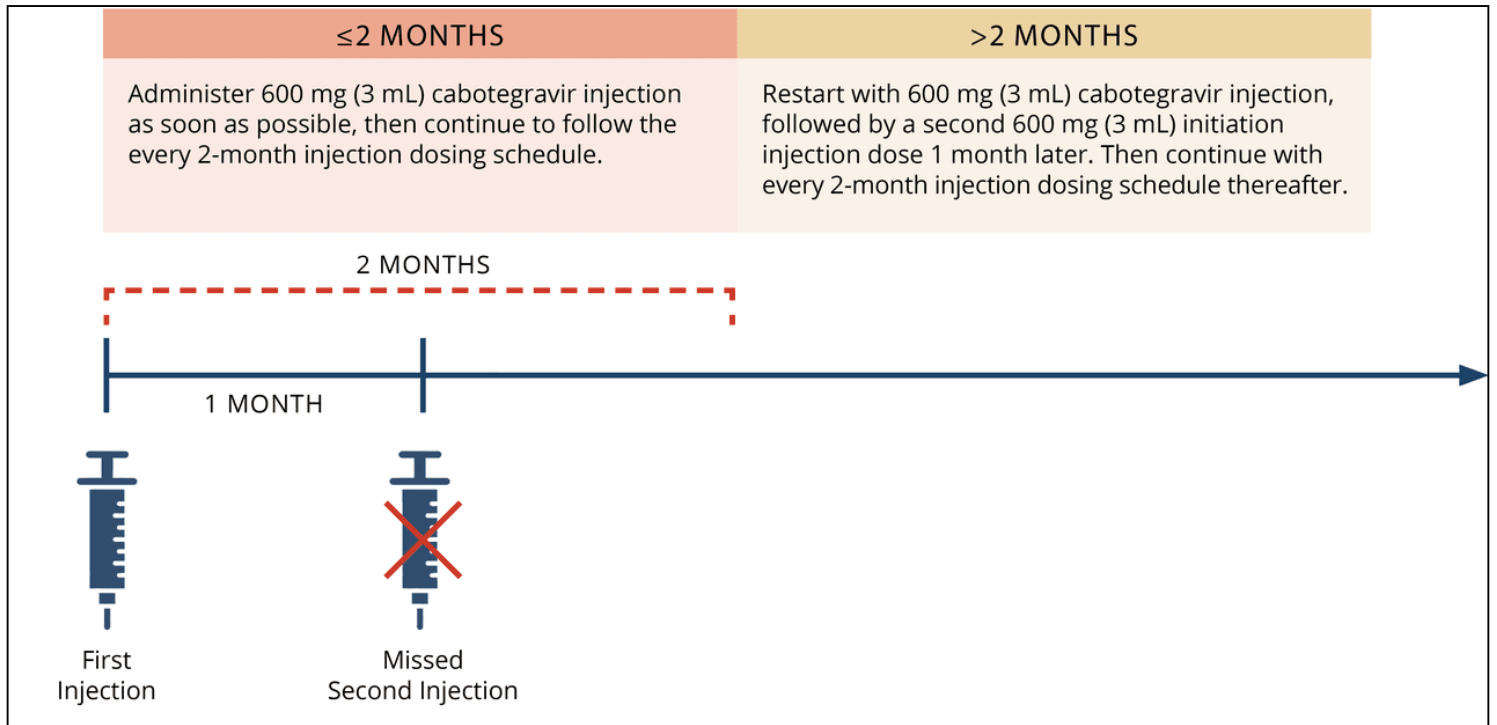 ≤2 MONTHS
>2 MONTHS
Administer 600 mg (3 mL) cabotegravir injection
as soon as possible, then continue to follow the
every 2-month injection dosing schedule.
Restart with 600 mg (3 mL) cabotegravir injection,
followed by a second 600 mg (3 mL) initiation
injection dose 1 month later. Then continue with
every 2-month injection dosing schedule thereafter.
2 MONTHS
1 MONTH
First
Injection
Missed
Second Injection